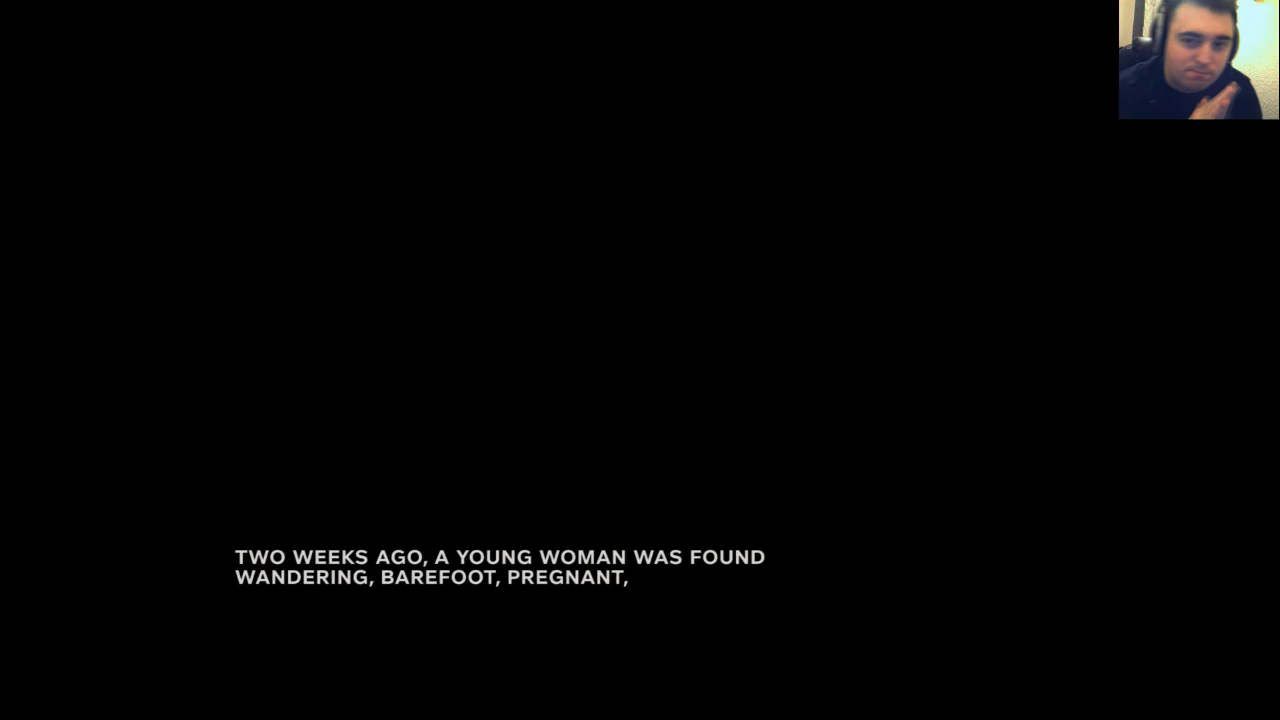 TWO WEEKS AGO, A YOUNG WOMAN WAS FOUND
WANDERING, BAREFOOT, PREGNANT,